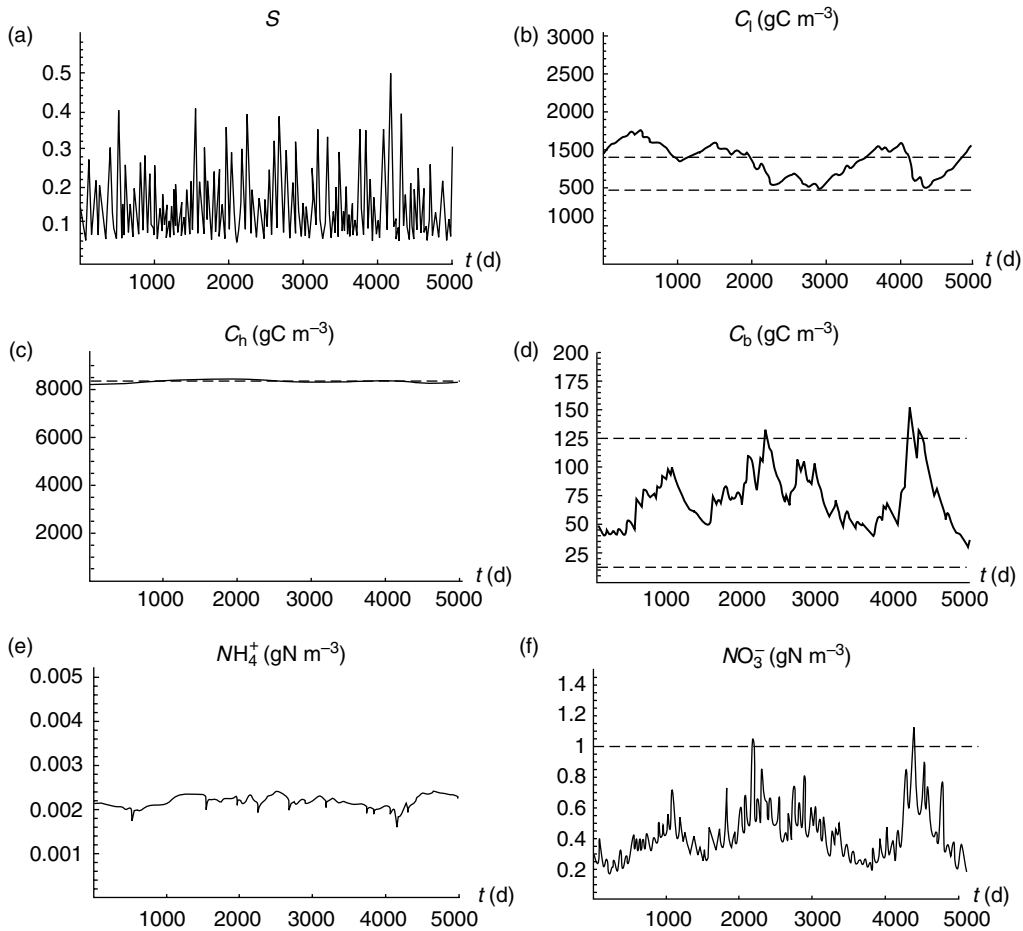 (a)
S
0.5
0.4
0.3
0.2
0.1
t (d)
1000 2000 3000 4000 5000
(b)
Cl (gC m−3)
3000
2500
2000
1500
500
1000
t (d)
1000 2000 3000 4000 5000
(c)
Ch (gC m−3)
8000
6000
4000
2000
t (d)
1000 2000 3000 4000 5000
(d)
Cb (gC m−3)
200
175
150
125
100
75
50
25
t (d)
1000 2000 3000 4000 5000
(e)
NH4+ (gN m−3)
0.005
0.004
0.003
0.002
0.001
t (d)
1000 2000 3000 4000 5000
(f)
NO3− (gN m−3)
1.4
1.2
1
0.8
0.6
0.4
0.2
t (d)
1000 2000 3000 4000 5000